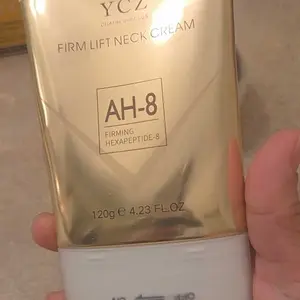 YCZ
FIRM LIFT NECK CREAM
AH-8
FIRMING
HEXAPEPTIDE-8
120g ℮ 4.23 FL.OZ